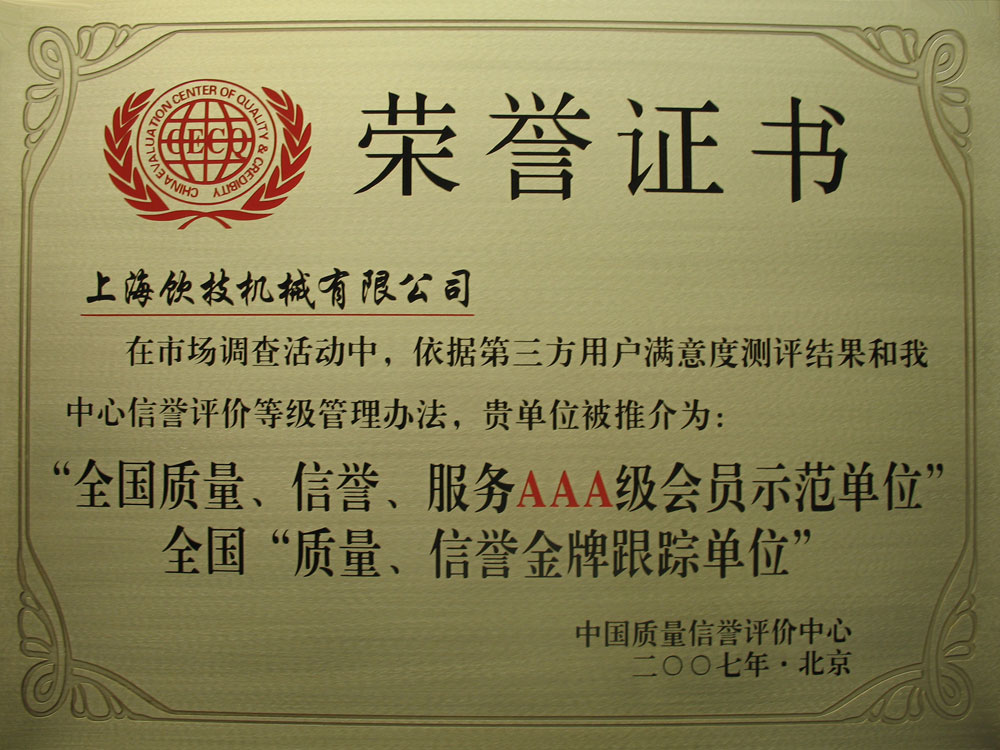 CHINA EVALUATION CENTER OF QUALITY & CREDIBITY
CECQ
荣誉证书
上海饮技机械有限公司
在市场调查活动中，依据第三方用户满意度测评结果和我
中心信誉评价等级管理办法，贵单位被推介为：
“全国质量、信誉、服务AAA级会员示范单位”
全国“质量、信誉金牌跟踪单位”
中国质量信誉评价中心
二〇〇七年·北京